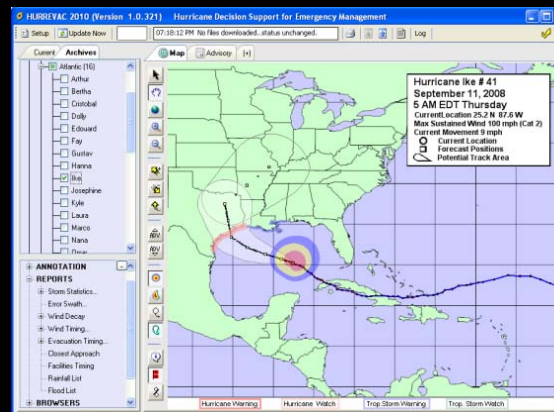 HURREVAC 2010 (Version 1.0.321) Hurricane Decision Support for Emergency Management
Setup Update Now 07:18:12 PM No files downloaded...status unchanged. Log
Current Archives
Map Advisory [+]
Atlantic (16)
Arthur
Bertha
Cristobal
Dolly
Edouard
Fay
Gustav
Hanna
Ike
Josephine
Kyle
Laura
Marco
Nana
Omar
ADV
ADV
Hurricane Ike # 41
September 11, 2008
5 AM EDT Thursday
Current Location 25.2 N 87.6 W
Max Sustained Wind 100 mph (Cat 2)
Current Movement 9 mph
Current Location
Forecast Positions
Potential Track Area
ANNOTATION
REPORTS
Storm Statistics...
Error Swath...
Wind Decay
Wind Timing...
Evacuation Timing...
Closest Approach
Facilities Timing
Rainfall List
Flood List
BROWSERS
Hurricane Warning Hurricane Watch Trop.Storm Warning Trop. Storm Watch